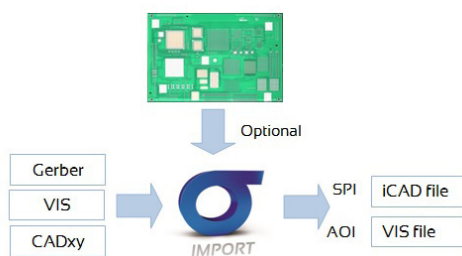 Optional
Gerber
VIS
CADxy
IMPORT
SPI
iCAD file
AOI
VIS file